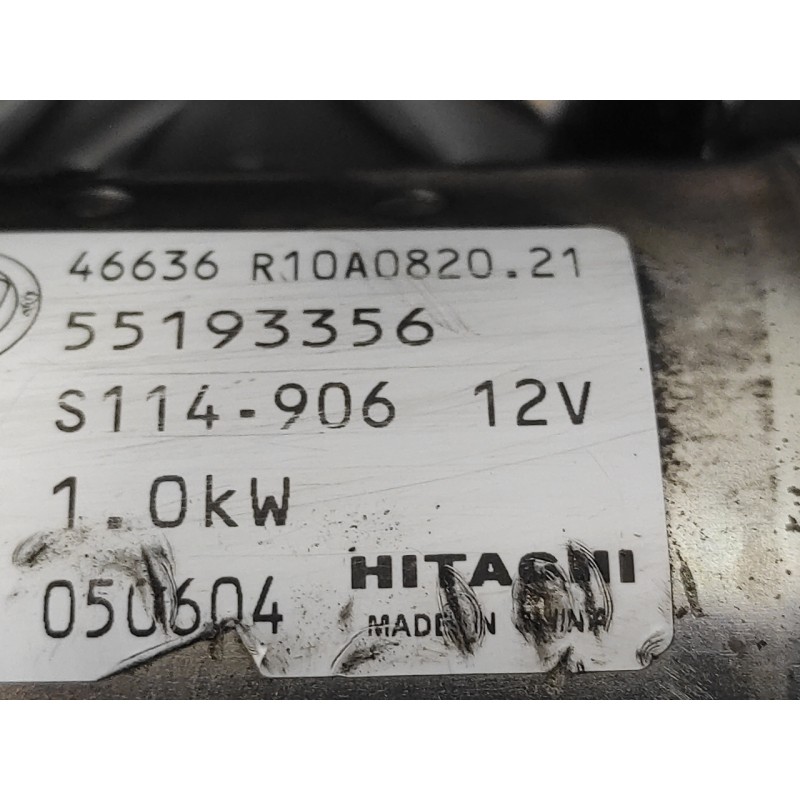 46636 R10A0820.21
55193356
S114-906 12V
1.0kW
050604 HITACHI
MADE IN CHINA